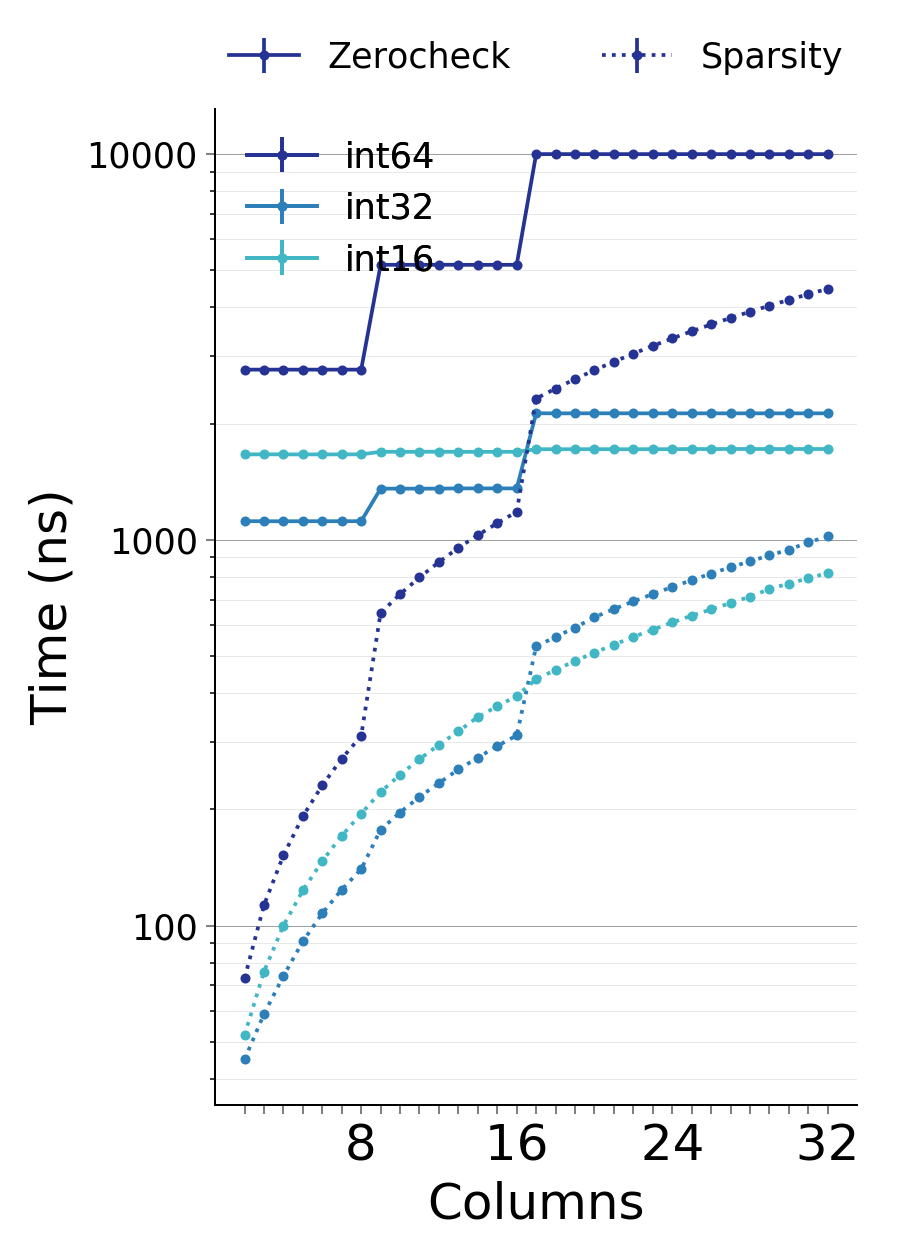 Zerocheck Sparsity
10000
int64
int32
int16
1000
100
Time (ns)
8 16 24 32
Columns